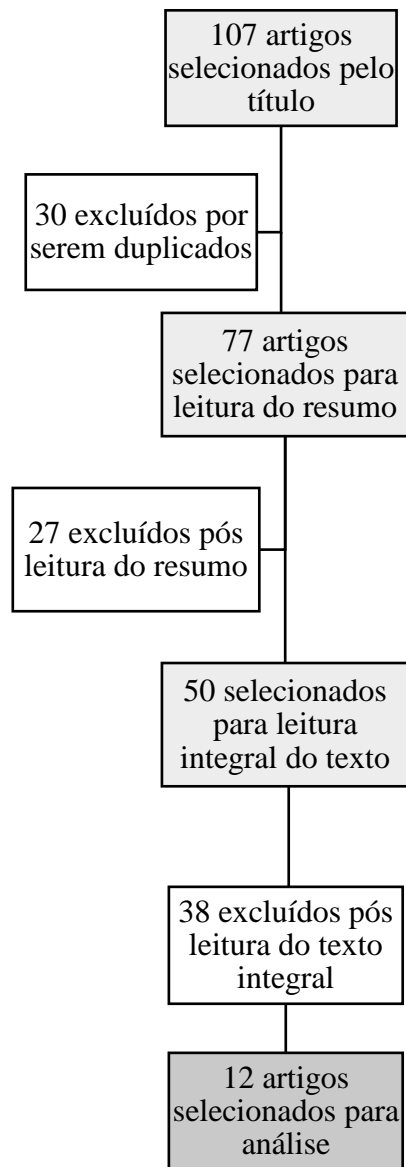 107 artigos
selecionados pelo
título
30 excluídos por
serem duplicados
77 artigos
selecionados para
leitura do resumo
27 excluídos pós
leitura do resumo
50 selecionados
para leitura
integral do texto
38 excluídos pós
leitura do texto
integral
12 artigos
selecionados para
análise